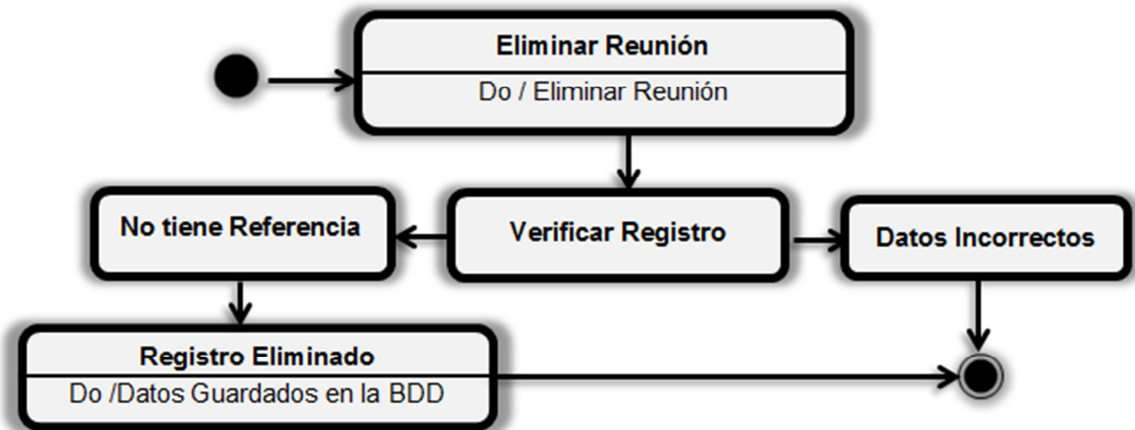 Eliminar Reunión
Do / Eliminar Reunión
No tiene Referencia
Verificar Registro
Datos Incorrectos
Registro Eliminado
Do /Datos Guardados en la BDD